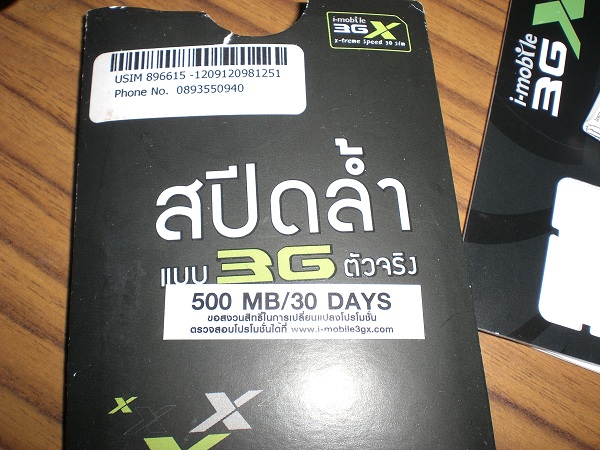 i-mobile
3GX
x-treme speed 3G sim
USIM 896615 -1209120981251
Phone No. 0893550940
สปีดล้ำ
แบบ 3G ตัวจริง
500 MB/30 DAYS
ขอสงวนสิทธิ์ในการเปลี่ยนแปลงโปรโมชั่น
ตรวจสอบโปรโมชั่นได้ที่ www.i-mobile3gx.com
i-mobile
3GX